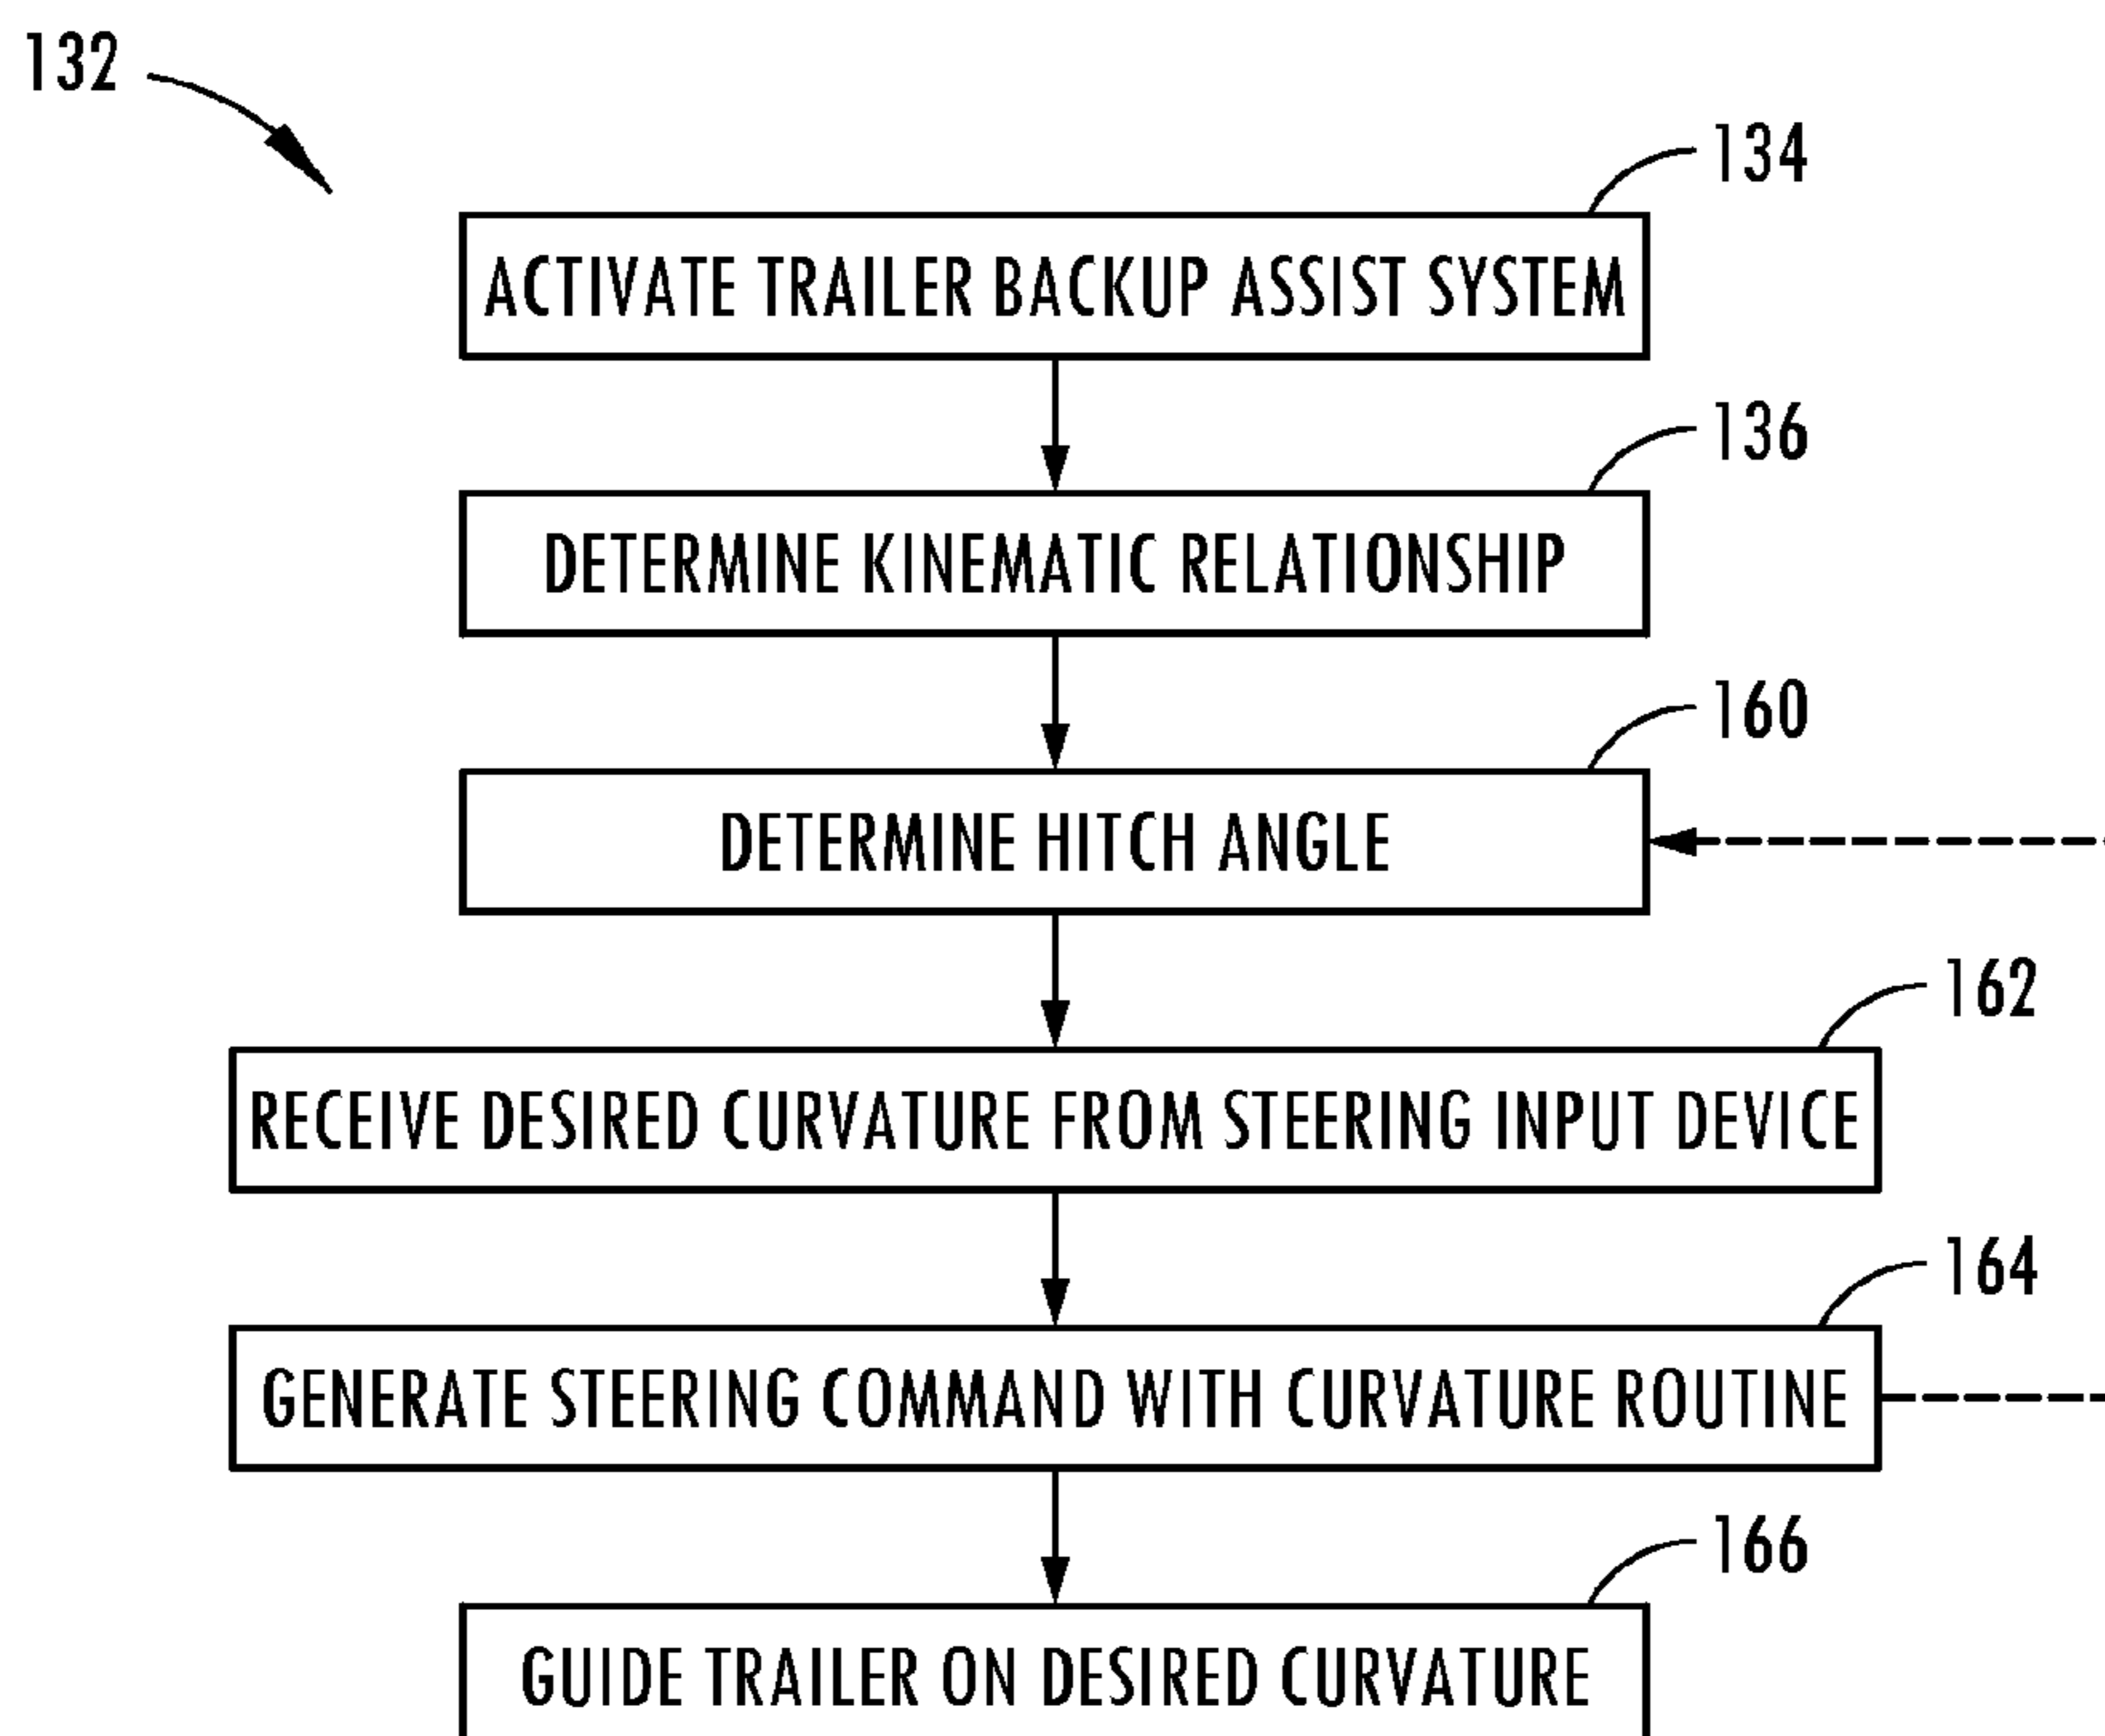 132
134
ACTIVATE TRAILER BACKUP ASSIST SYSTEM
136
DETERMINE KINEMATIC RELATIONSHIP
160
DETERMINE HITCH ANGLE
162
RECEIVE DESIRED CURVATURE FROM STEERING INPUT DEVICE
164
GENERATE STEERING COMMAND WITH CURVATURE ROUTINE
166
GUIDE TRAILER ON DESIRED CURVATURE